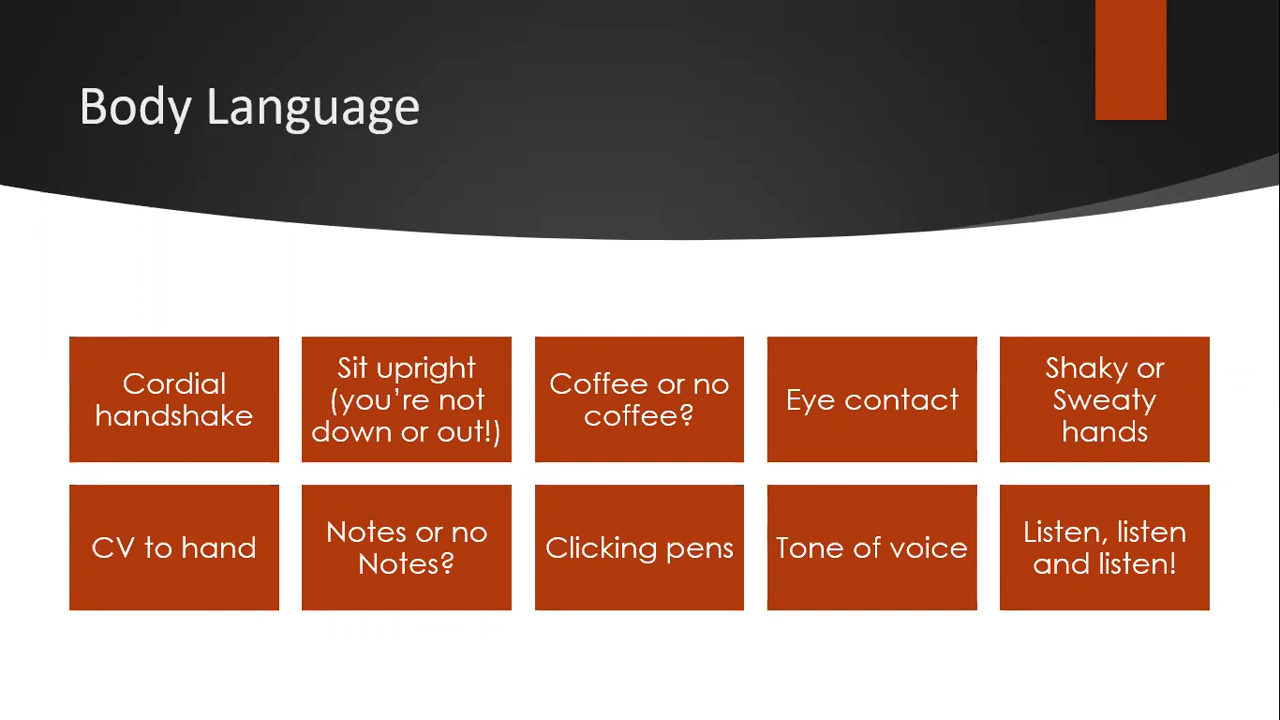 Body Language
Cordial
handshake
Sit upright
(you're not
down or out!)
Coffee or no
coffee?
Eye contact
Shaky or
Sweaty
hands
CV to hand
Notes or no
Notes?
Clicking pens
Tone of voice
Listen, listen
and listen!